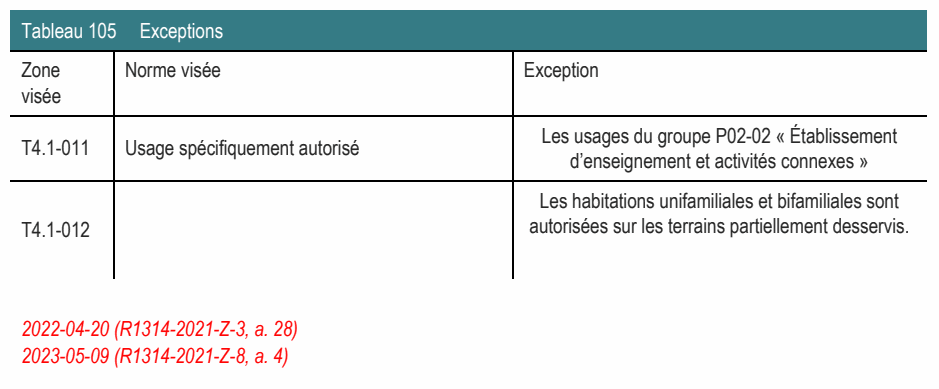 Tableau 105 Exceptions
Zone visée
Norme visée
Exception
T4.1-011
Usage spécifiquement autorisé
Les usages du groupe P02-02 « Établissement
d'enseignement et activités connexes »
T4.1-012
Les habitations unifamiliales et bifamiliales sont
autorisées sur les terrains partiellement desservis.
2022-04-20 (R1314-2021-Z-3, a. 28)
2023-05-09 (R1314-2021-Z-8, a. 4)